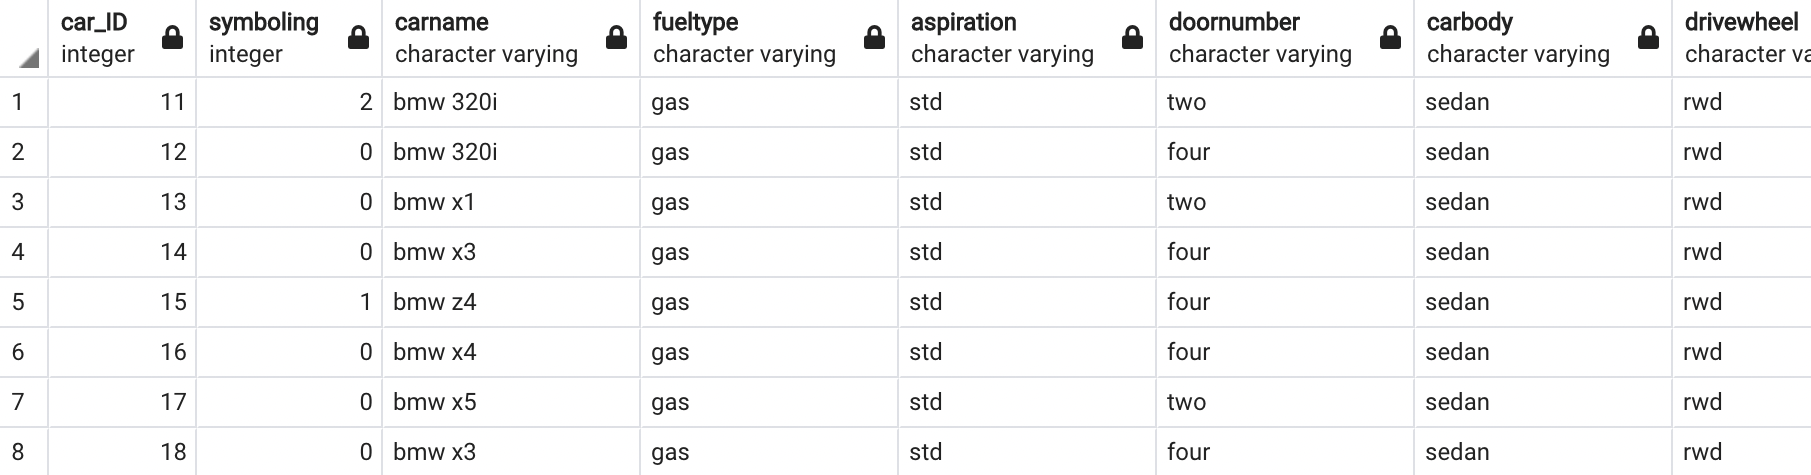 car_ID symboling carname fueltype aspiration doornumber carbody drivewheel
integer integer character varying character varying character varying character varying character varying character va
1 11 2 bmw 320i gas std two sedan rwd
2 12 0 bmw 320i gas std four sedan rwd
3 13 0 bmw x1 gas std two sedan rwd
4 14 0 bmw x3 gas std four sedan rwd
5 15 1 bmw z4 gas std four sedan rwd
6 16 0 bmw x4 gas std four sedan rwd
7 17 0 bmw x5 gas std two sedan rwd
8 18 0 bmw x3 gas std four sedan rwd